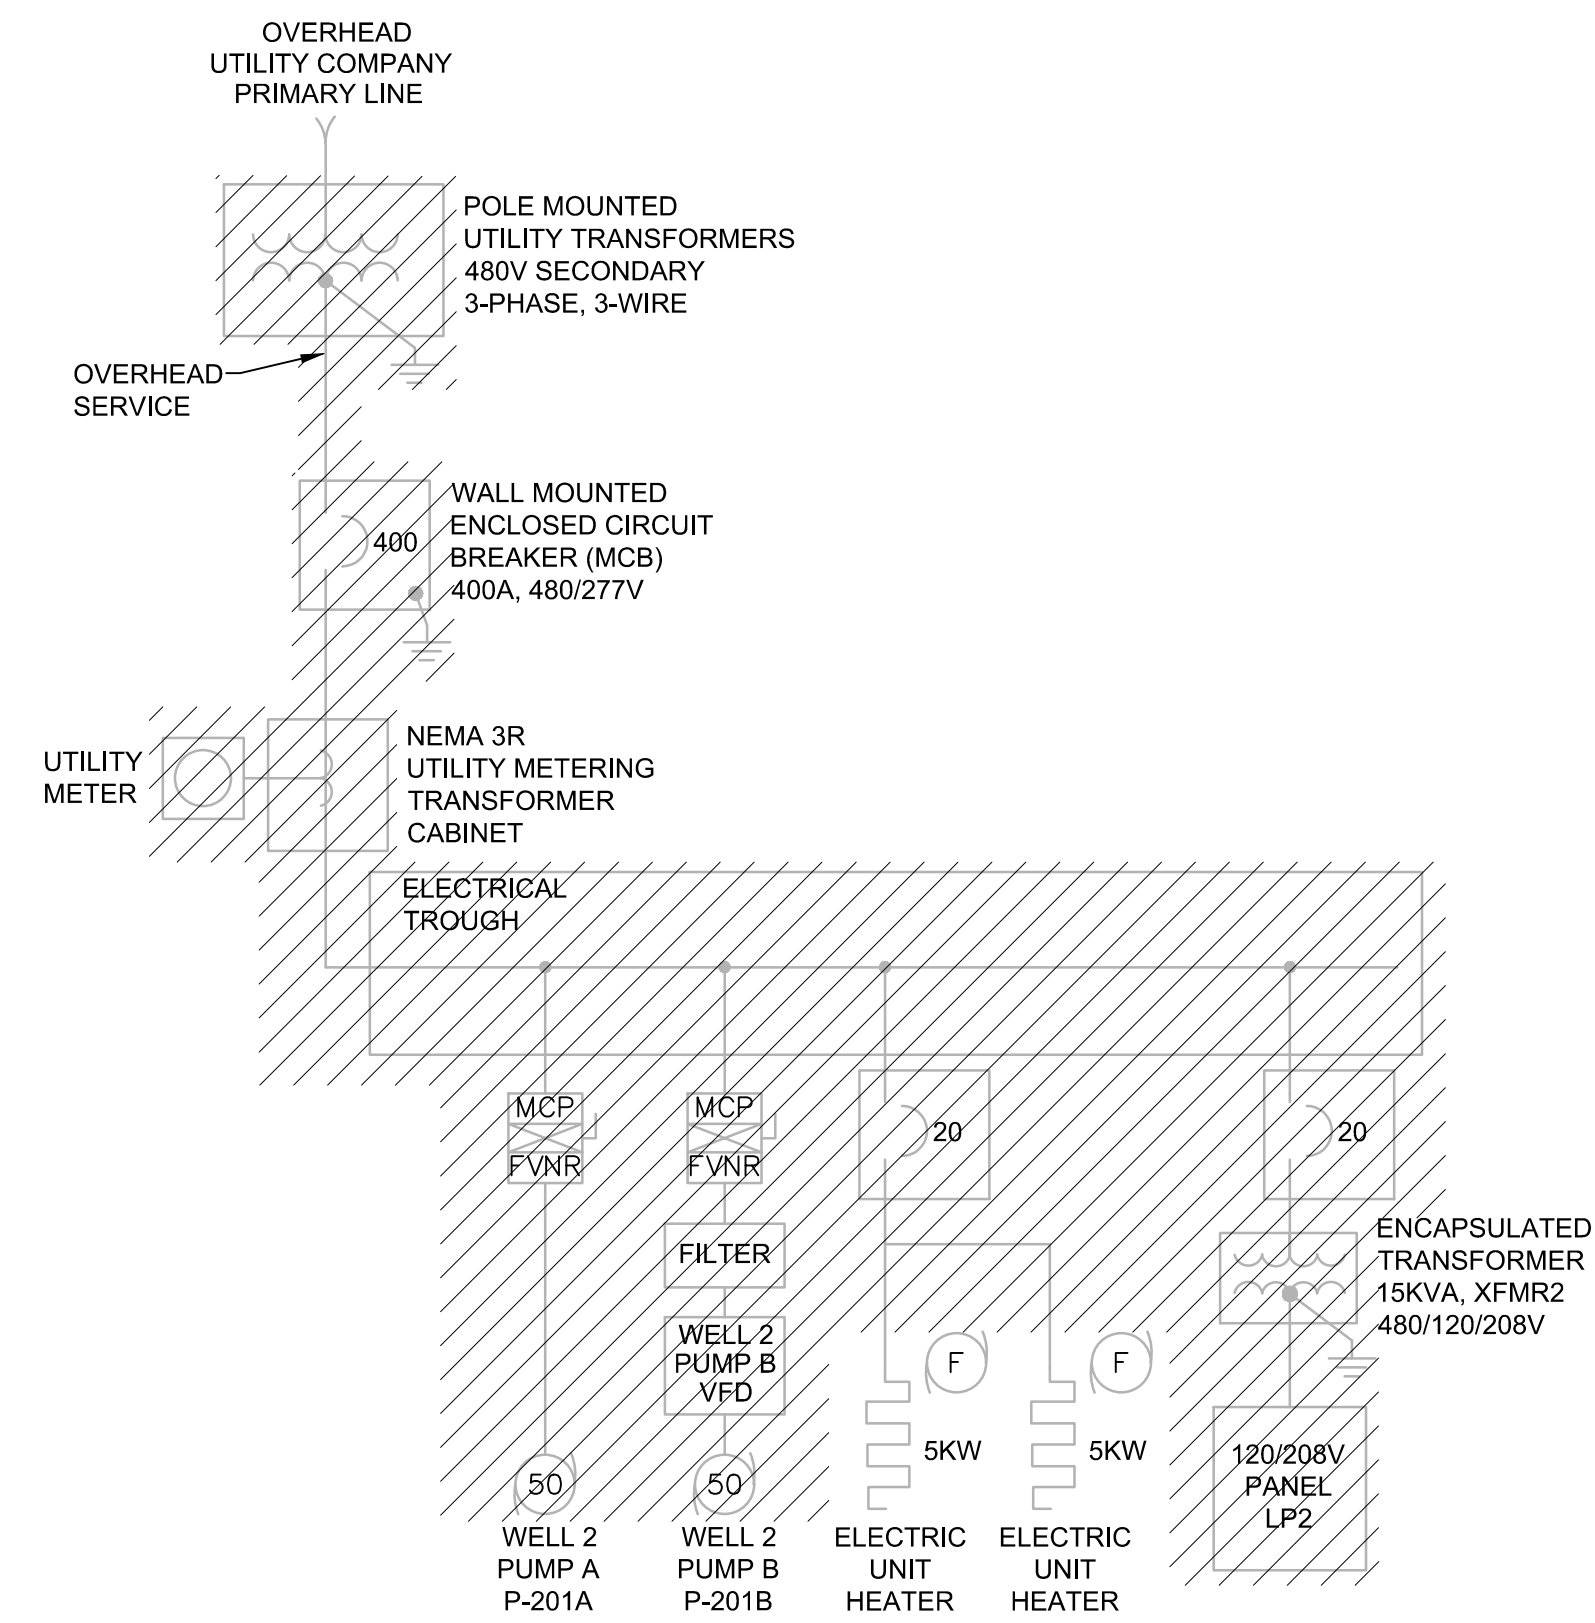 OVERHEAD
UTILITY COMPANY
PRIMARY LINE
POLE MOUNTED
UTILITY TRANSFORMERS
480V SECONDARY
3-PHASE, 3-WIRE
OVERHEAD
SERVICE
WALL MOUNTED
ENCLOSED CIRCUIT
BREAKER (MCB)
400A, 480/277V
400
UTILITY
METER
NEMA 3R
UTILITY METERING
TRANSFORMER
CABINET
ELECTRICAL
TROUGH
MCP
FVNR
MCP
FVNR
20
20
FILTER
ENCAPSULATED
TRANSFORMER
15KVA, XFMR2
480/120/208V
WELL 2
PUMP B
VFD
F
F
5KW
5KW
120/208V
PANEL
LP2
50
50
WELL 2
PUMP A
P-201A
WELL 2
PUMP B
P-201B
ELECTRIC
UNIT
HEATER
ELECTRIC
UNIT
HEATER